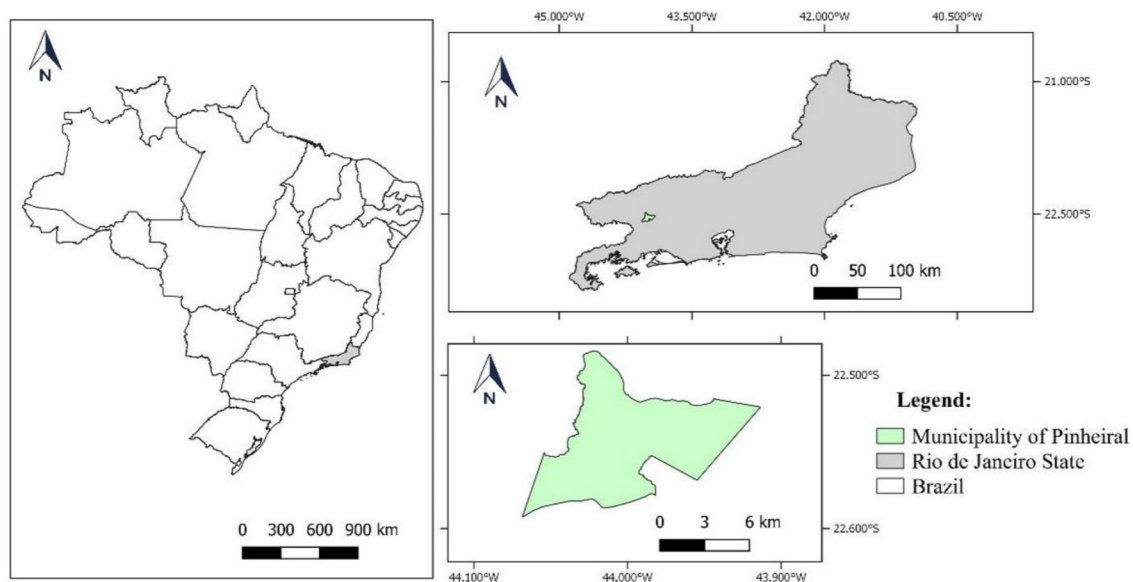 N
0 300 600 900 km
45.000°W 43.500°W 42.000°W 40.500°W
N
21.000°S
22.500°S
0 50 100 km
N
22.500°S
22.600°S
0 3 6 km
44.100°W 44.000°W 43.900°W
Legend:
Municipality of Pinheiral
Rio de Janeiro State
Brazil